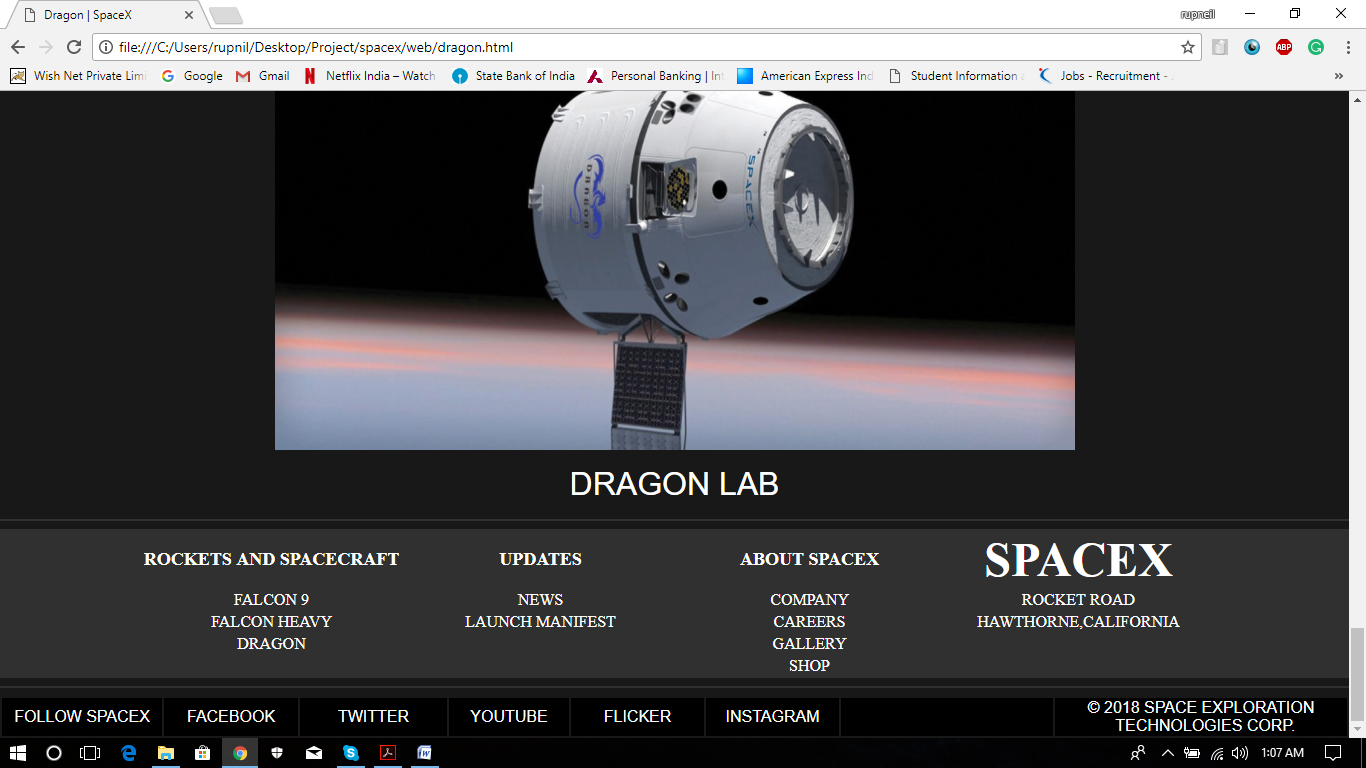 Dragon | SpaceX
rupneil
file:///C:/Users/rupnil/Desktop/Project/spacex/web/dragon.html
ABP
Wish Net Private Limi
Google
Gmail
Netflix India – Watch
State Bank of India
Personal Banking | Int
American Express Ind
Student Information a
Jobs - Recruitment -
»
DRAGON
SPACEX
DRAGON LAB
ROCKETS AND SPACECRAFT
FALCON 9
FALCON HEAVY
DRAGON
UPDATES
NEWS
LAUNCH MANIFEST
ABOUT SPACEX
COMPANY
CAREERS
GALLERY
SHOP
SPACEX
ROCKET ROAD
HAWTHORNE,CALIFORNIA
FOLLOW SPACEX
FACEBOOK
TWITTER
YOUTUBE
FLICKER
INSTAGRAM
© 2018 SPACE EXPLORATION
TECHNOLOGIES CORP.
1:07 AM